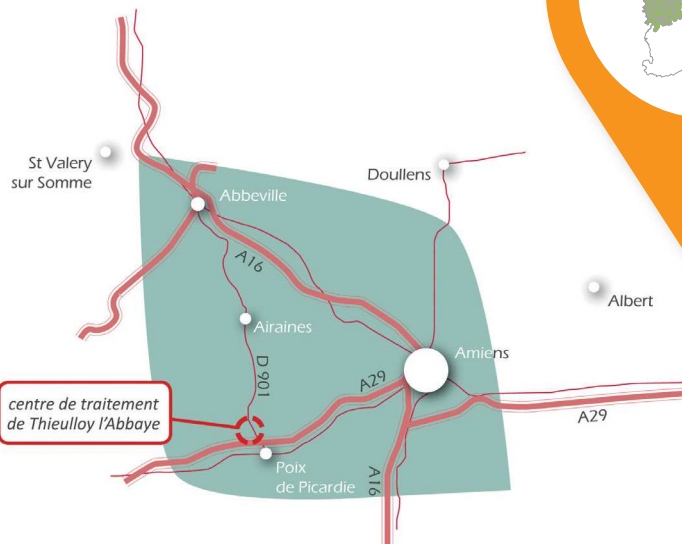 St Valery
sur Somme
Doullens
Abbeville
A16
Albert
Airaines
Amiens
D 901
A29
centre de traitement
de Thieulloy l'Abbaye
A29
Poix
de Picardie
A16